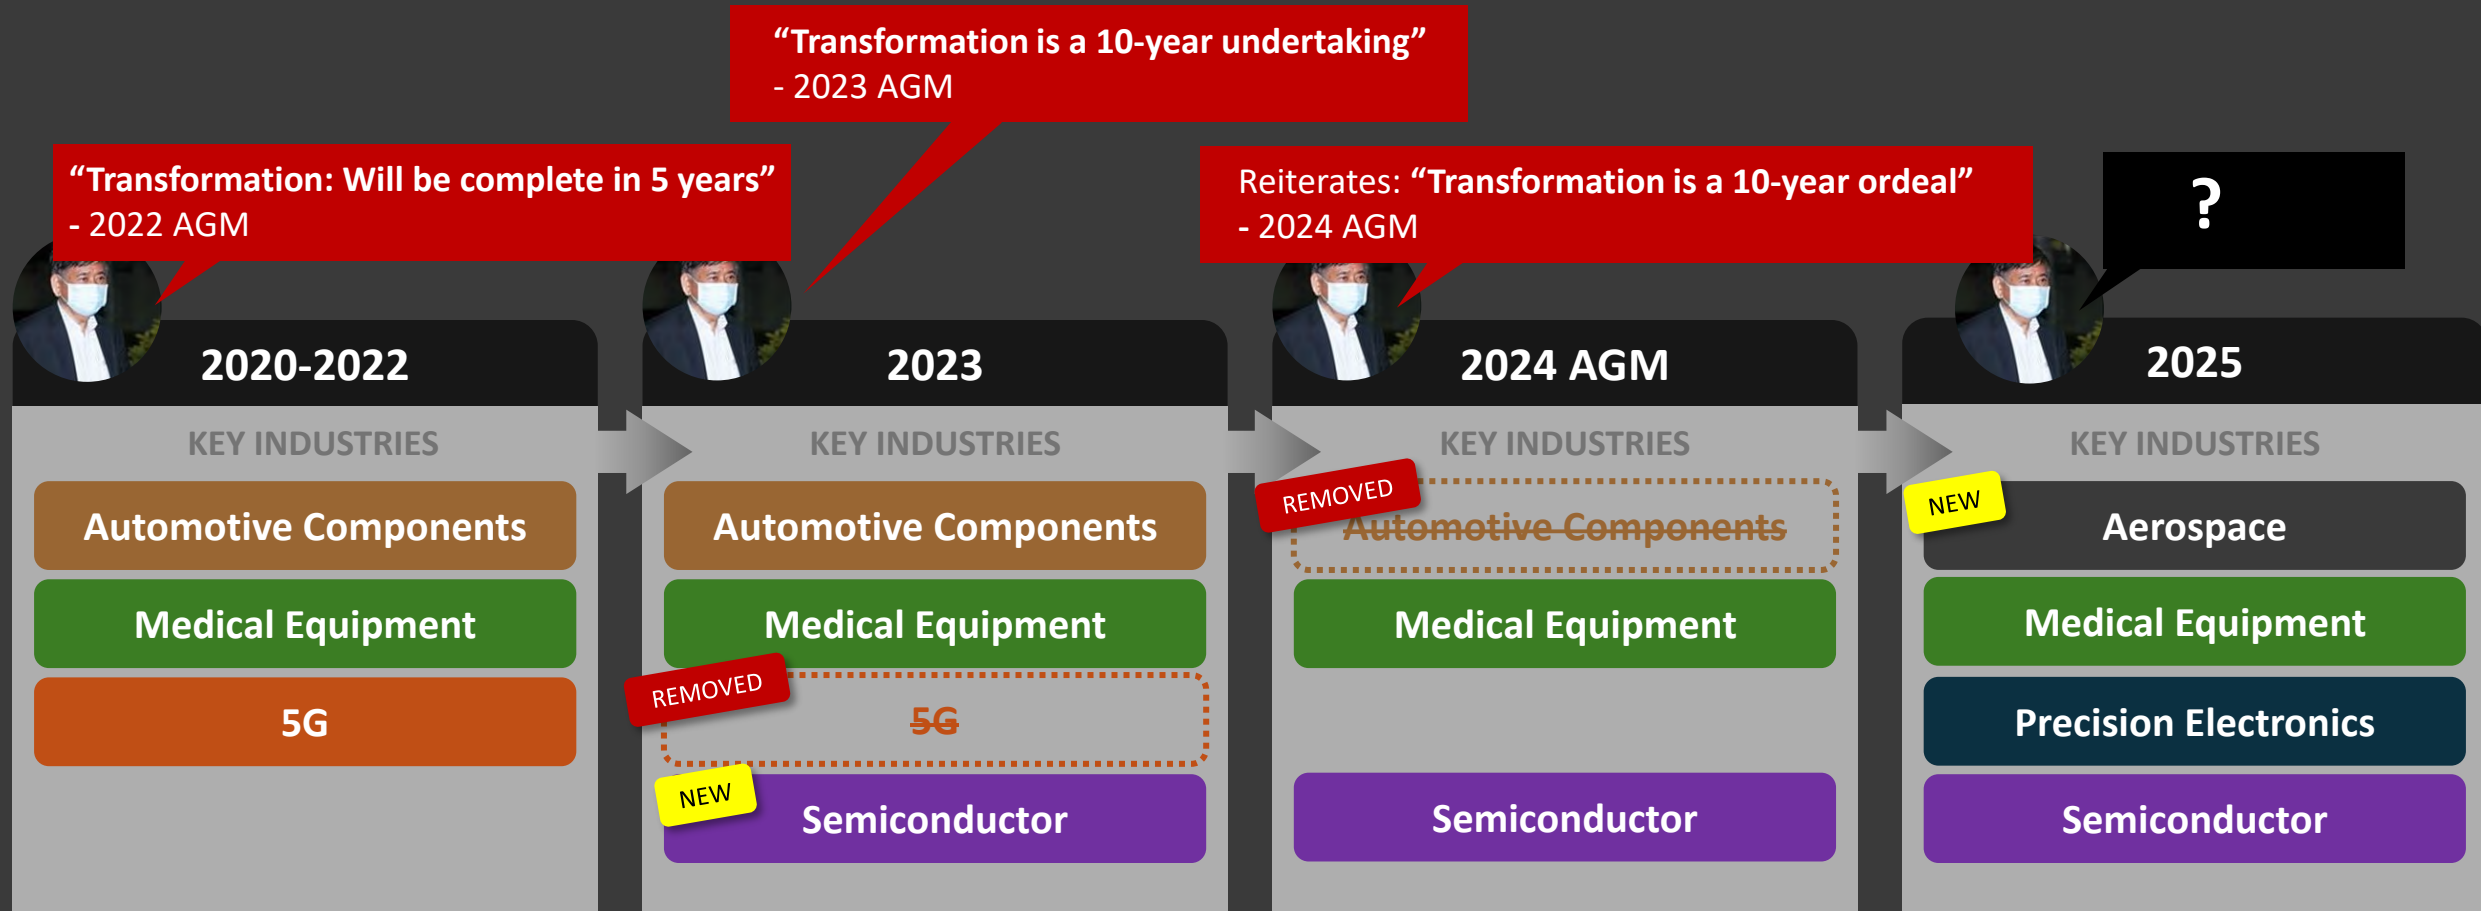 “Transformation is a 10-year undertaking”
- 2023 AGM
“Transformation: Will be complete in 5 years”
- 2022 AGM
Reiterates: “Transformation is a 10-year ordeal”
- 2024 AGM
?
2020-2022
KEY INDUSTRIES
Automotive Components
Medical Equipment
5G
2023
KEY INDUSTRIES
Automotive Components
Medical Equipment
REMOVED
5G
NEW
Semiconductor
2024 AGM
KEY INDUSTRIES
REMOVED
Automotive Components
Medical Equipment
Semiconductor
2025
KEY INDUSTRIES
NEW
Aerospace
Medical Equipment
Precision Electronics
Semiconductor